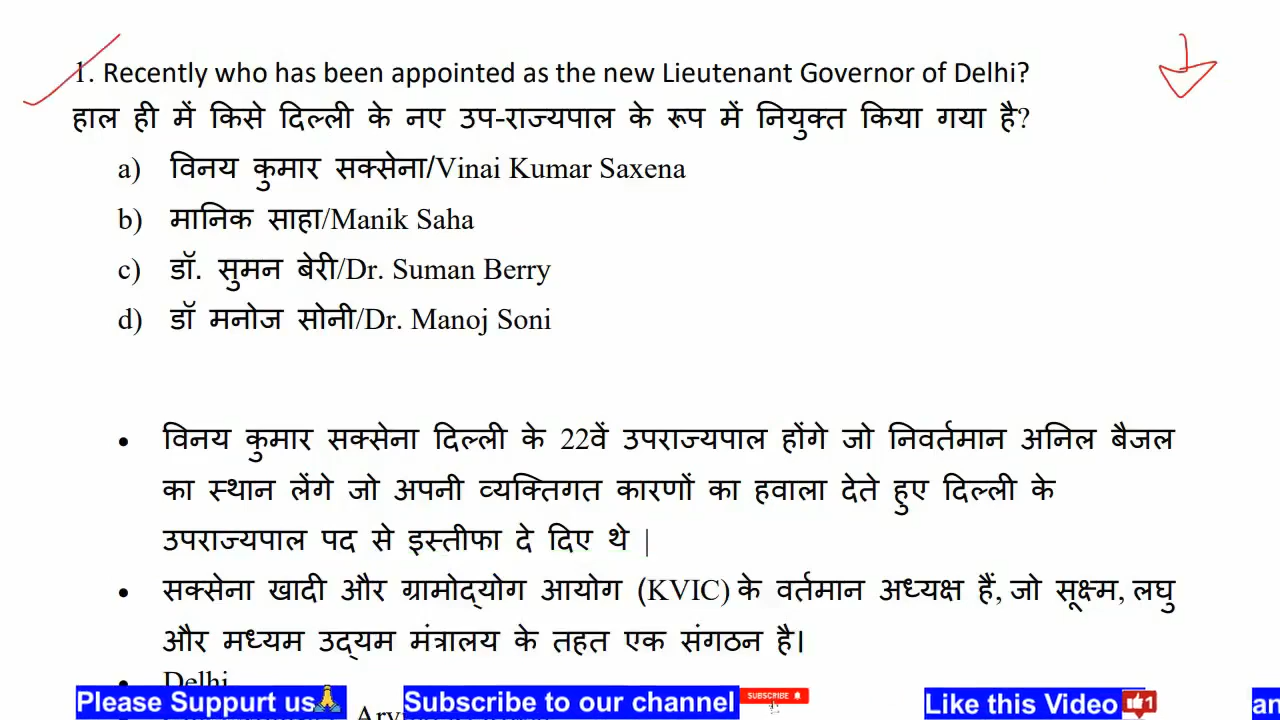 1. Recently who has been appointed as the new Lieutenant Governor of Delhi?
हाल ही में किसे दिल्ली के नए उप-राज्यपाल के रूप में नियुक्त किया गया है?
a) विनय कुमार सक्सेना/Vinai Kumar Saxena
b) मानिक साहा/Manik Saha
c) डॉ. सुमन बेरी/Dr. Suman Berry
d) डॉ मनोज सोनी/Dr. Manoj Soni
• विनय कुमार सक्सेना दिल्ली के 22वें उपराज्यपाल होंगे जो निवर्तमान अनिल बैजल
का स्थान लेंगे जो अपनी व्यक्तिगत कारणों का हवाला देते हुए दिल्ली के
उपराज्यपाल पद से इस्तीफा दे दिए थे |
• सक्सेना खादी और ग्रामोद्योग आयोग (KVIC) के वर्तमान अध्यक्ष हैं, जो सूक्ष्म, लघु
और मध्यम उद्यम मंत्रालय के तहत एक संगठन है।
• Delhi
Please Suppurt us Subscribe to our channel SUBSCRIBE Like this Video 1 an